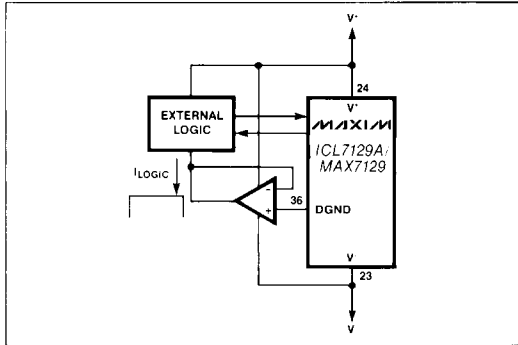 V+
24
V+
EXTERNAL
LOGIC
MAXIM
ICL7129A/
MAX7129
ILOGIC
-
+
36
DGND
V
23
V